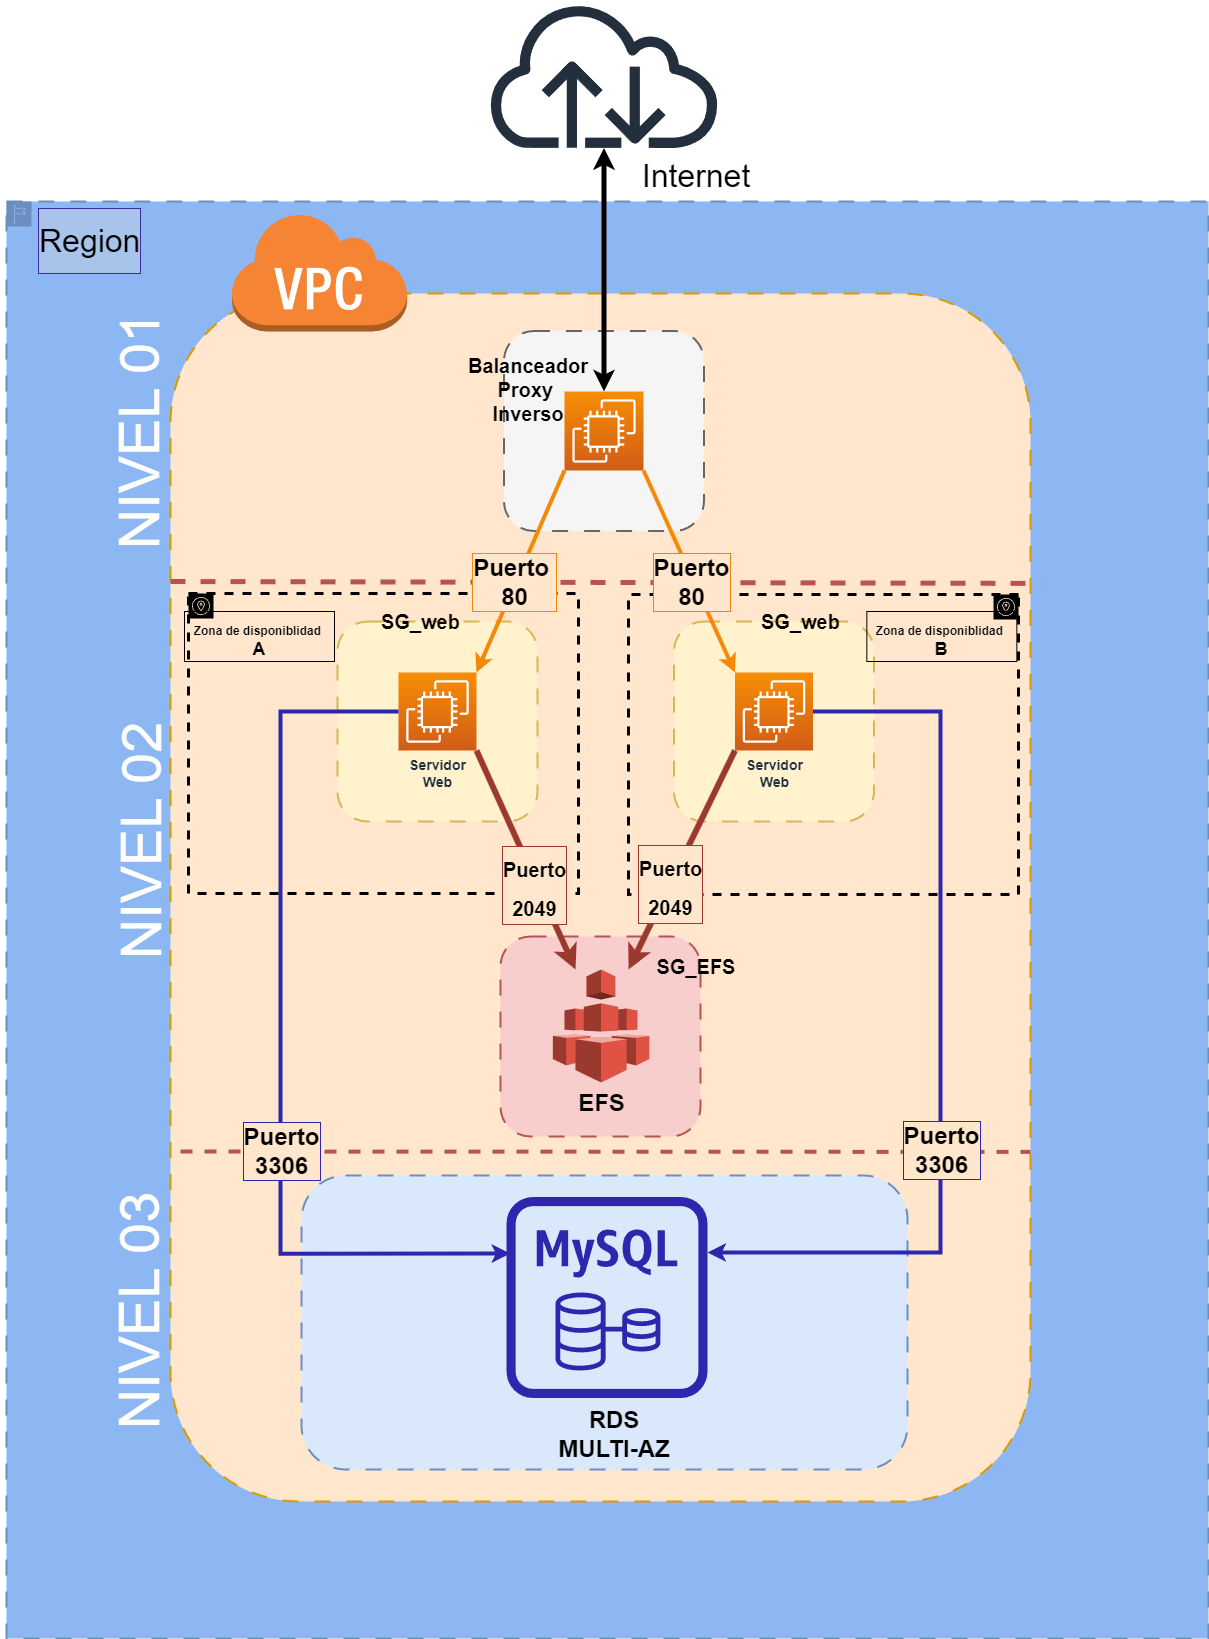 Internet
Region
VPC
NIVEL 01
Balanceador
Proxy
Inverso
Puerto
80
Puerto
80
NIVEL 02
Zona de disponiblidad
A
SG_web
SG_web
Zona de disponiblidad
B
Servidor
Web
Servidor
Web
Puerto
2049
Puerto
2049
SG_EFS
EFS
Puerto
3306
Puerto
3306
NIVEL 03
MySQL
RDS
MULTI-AZ